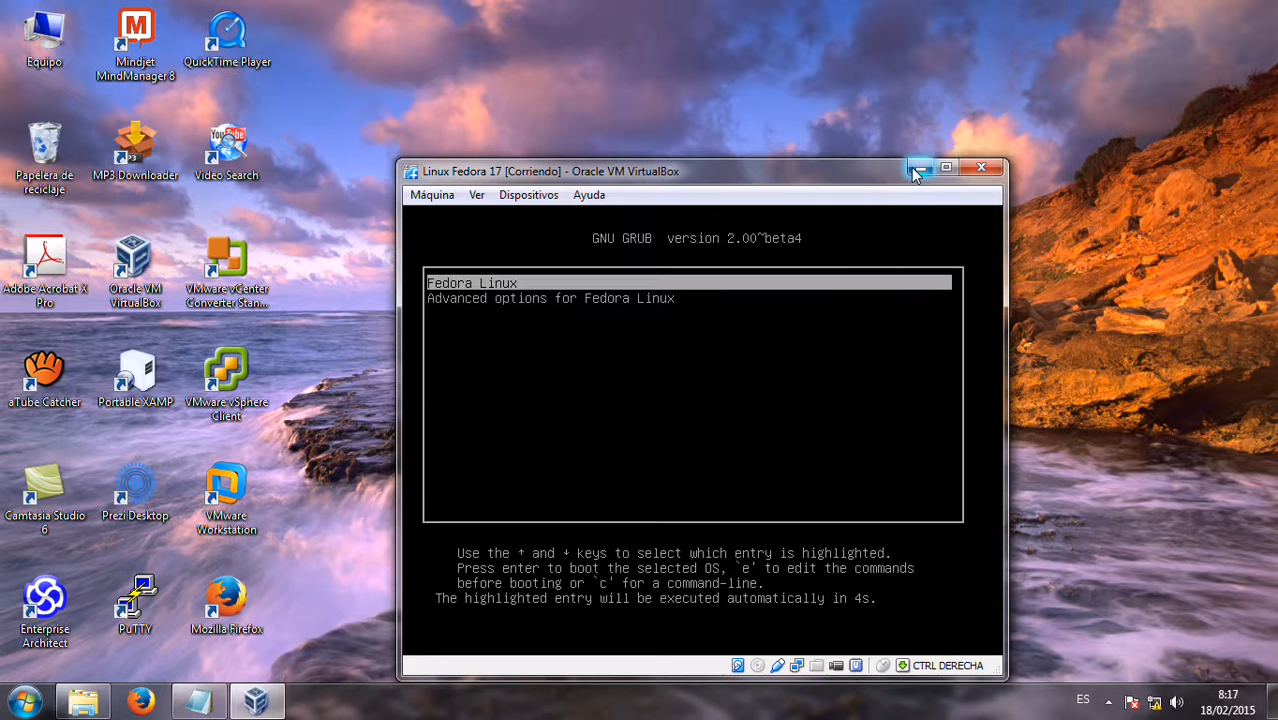 Equipo
Mindjet
MindManager 8
QuickTime Player
Papelera de
reciclaje
MP3 Downloader
Video Search
Adobe Acrobat X
Pro
Oracle VM
VirtualBox
VMware vCenter
Converter Stan...
aTube Catcher
Portable XAMP
VMware vSphere
Client
Camtasia Studio
6
Prezi Desktop
VMware
Workstation
Enterprise
Architect
PuTTY
Mozilla Firefox
Linux Fedora 17 [Corriendo] - Oracle VM VirtualBox
Máquina Ver Dispositivos Ayuda
GNU GRUB version 2.00~beta4
Fedora Linux
Advanced options for Fedora Linux
Use the ↑ and ↓ keys to select which entry is highlighted.
Press enter to boot the selected OS, `e' to edit the commands
before booting or `c' for a command-line.
The highlighted entry will be executed automatically in 4s.
CTRL DERECHA
ES
8:17
18/02/2015